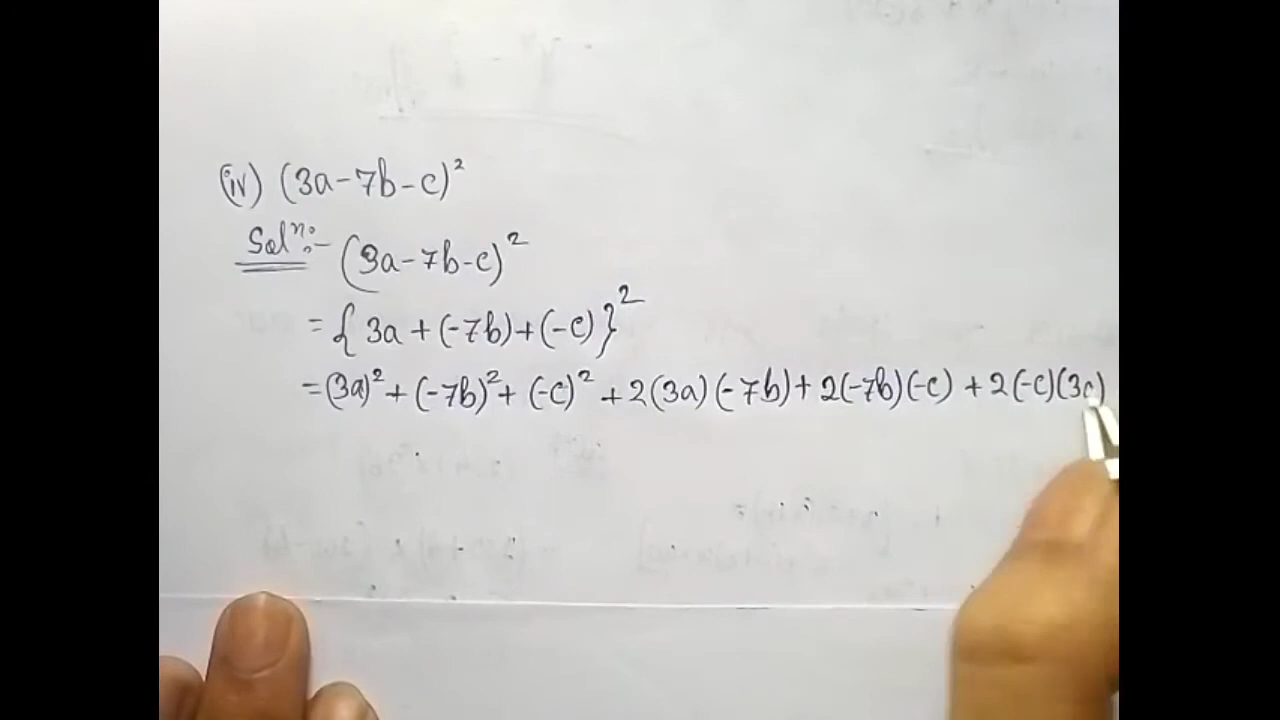 (iv) (3a-7b-c)²
Solⁿ:- (3a-7b-c)²
= {3a+(-7b)+(-c)}²
= (3a)² + (-7b)² + (-c)² + 2(3a)(-7b) + 2(-7b)(-c) + 2(-c)(3a)